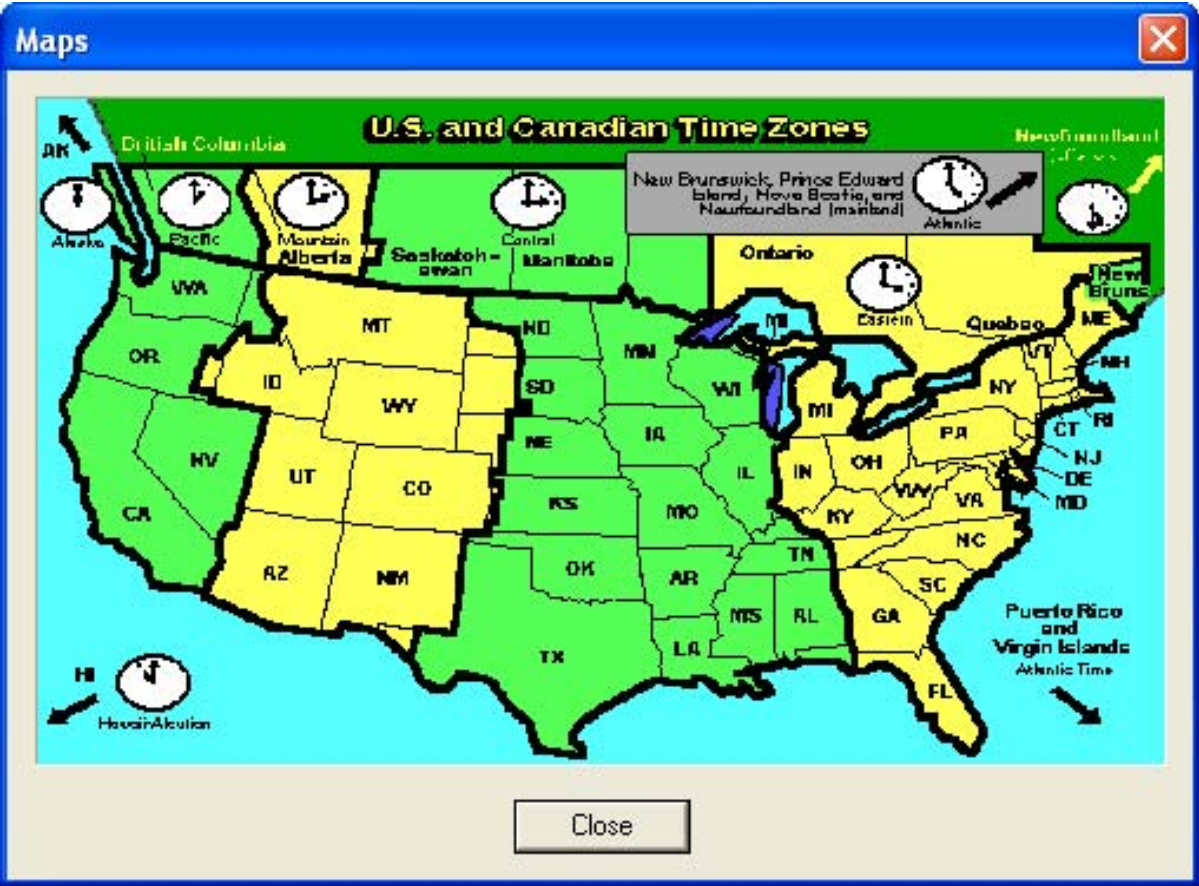 Maps
U.S. and Canadian Time Zones
AK
British Columbia
Newfoundland
New Brunswick, Prince Edward
Island, Nova Scotia, and
Newfoundland (mainland)
Atlantic
Alaska
Pacific
Mountain
Alberta
Central
Saskatch-
ewan
Manitoba
Ontario
Eastern
Quebec
New
Bruns
WA
MT
ND
MN
MI
ME
VT
NH
OR
ID
SD
WI
NY
WY
MI
RI
CT
NE
IA
PA
NJ
NV
UT
CO
IL
IN
OH
DE
WV
VA
MD
CA
KS
MO
KY
NC
AZ
NM
OK
TN
AR
SC
MS
AL
GA
Puerto Rico
and
Virgin Islands
Atlantic Time
TX
LA
FL
HI
Hawaii-Aleutian
Close